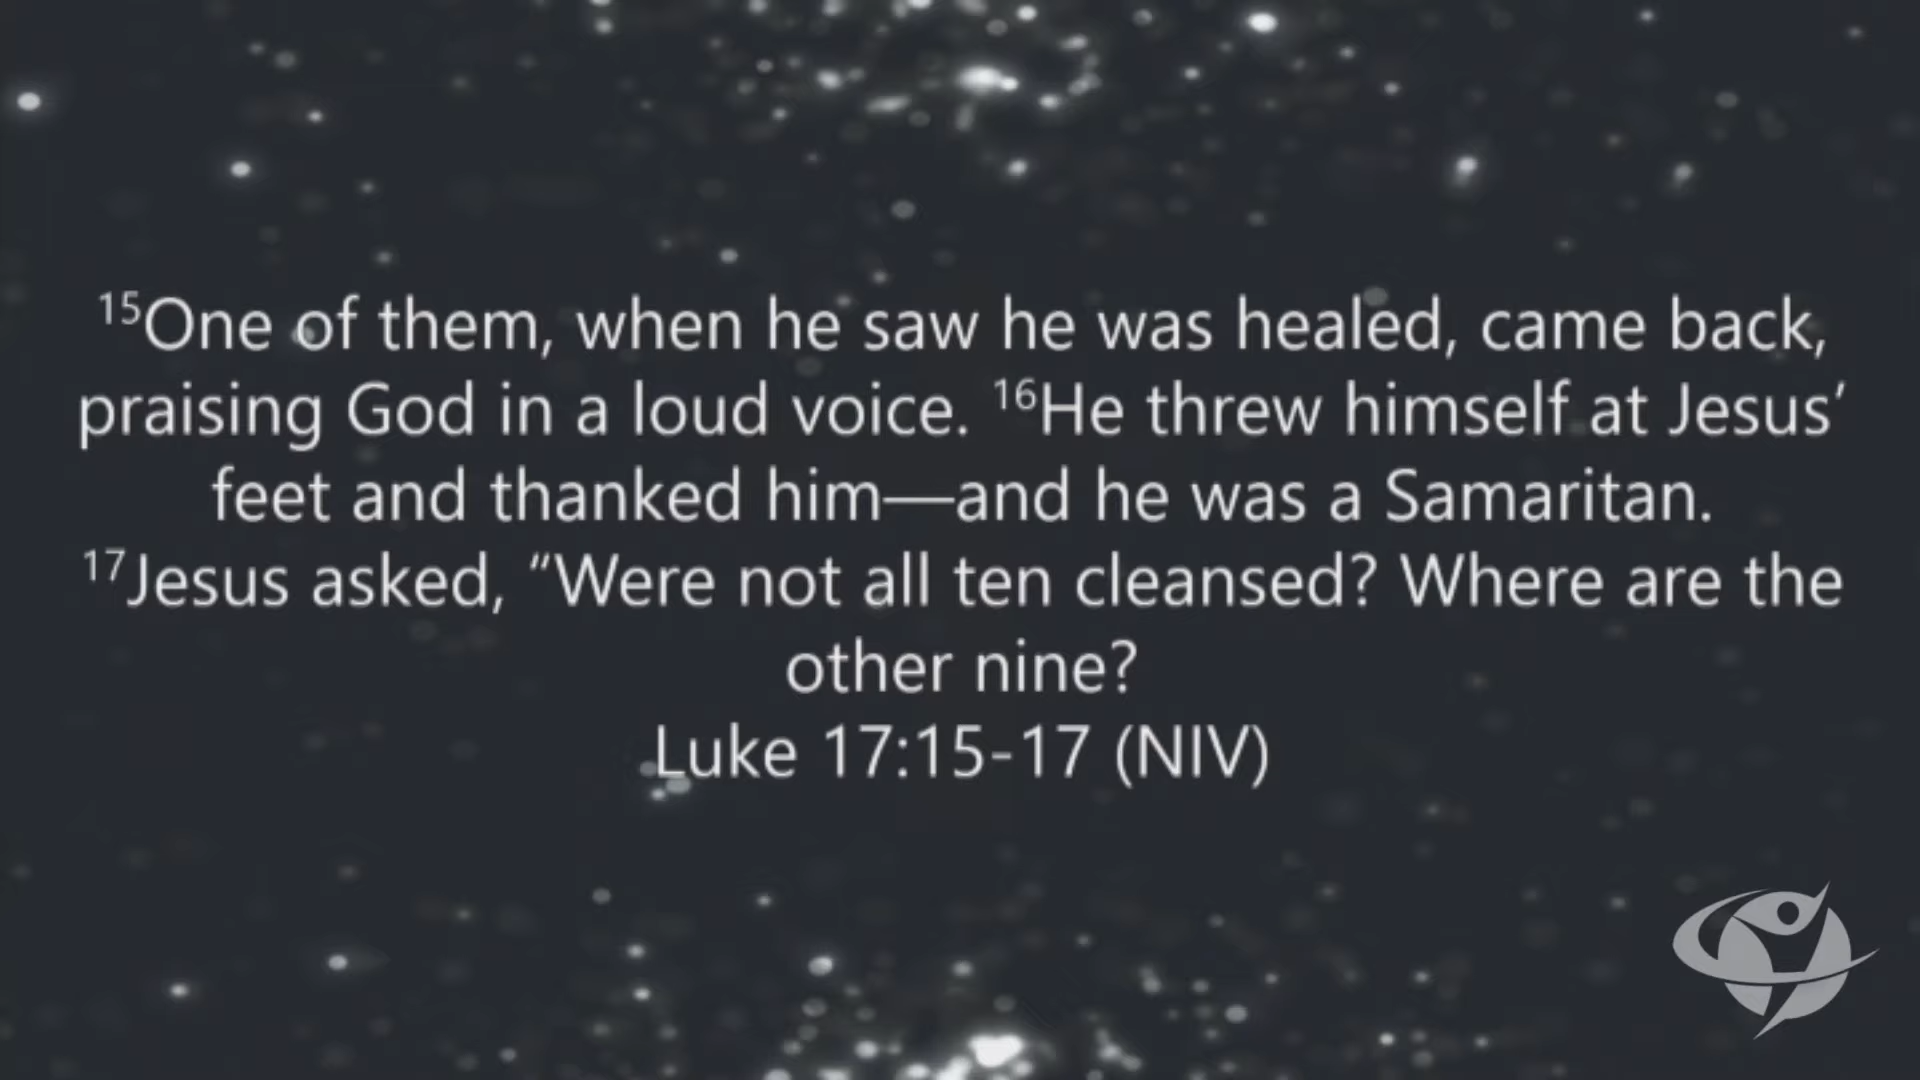 ¹⁵One of them, when he saw he was healed, came back,
praising God in a loud voice. ¹⁶He threw himself at Jesus’
feet and thanked him—and he was a Samaritan.
¹⁷Jesus asked, “Were not all ten cleansed? Where are the
other nine?
Luke 17:15-17 (NIV)